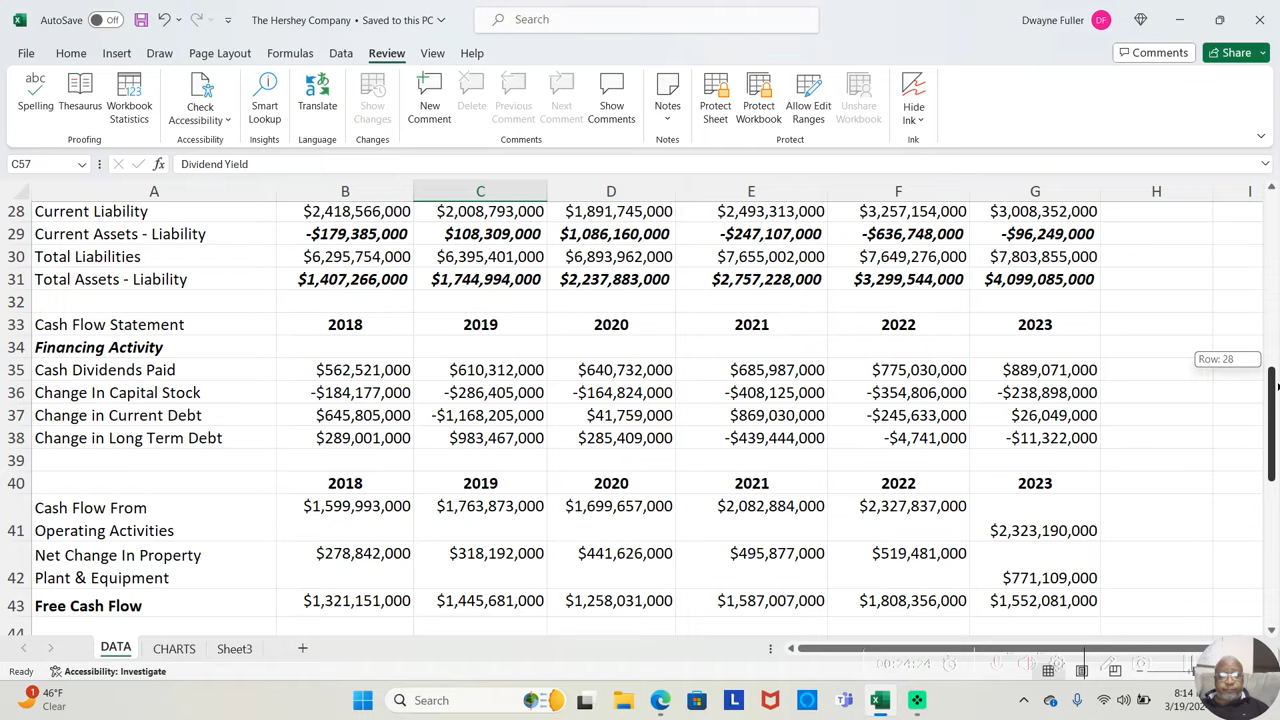 AutoSave Off The Hershey Company • Saved to this PC Search Dwayne Fuller DF
File Home Insert Draw Page Layout Formulas Data Review View Help Comments Share
abc 123
Spelling Thesaurus Workbook Statistics Check Accessibility Smart Lookup Translate Show Changes New Comment Delete Previous Comment Next Comment Show Comments Notes Protect Sheet Protect Workbook Allow Edit Ranges Unshare Workbook Hide Ink
Proofing Accessibility Insights Language Changes Comments Notes Protect Ink
C57 fx Dividend Yield
A B C D E F G H I
28 Current Liability $2,418,566,000 $2,008,793,000 $1,891,745,000 $2,493,313,000 $3,257,154,000 $3,008,352,000
29 Current Assets - Liability -$179,385,000 $108,309,000 $1,086,160,000 -$247,107,000 -$636,748,000 -$96,249,000
30 Total Liabilities $6,295,754,000 $6,395,401,000 $6,893,962,000 $7,655,002,000 $7,649,276,000 $7,803,855,000
31 Total Assets - Liability $1,407,266,000 $1,744,994,000 $2,237,883,000 $2,757,228,000 $3,299,544,000 $4,099,085,000
32
33 Cash Flow Statement 2018 2019 2020 2021 2022 2023
34 Financing Activity
Row: 28
35 Cash Dividends Paid $562,521,000 $610,312,000 $640,732,000 $685,987,000 $775,030,000 $889,071,000
36 Change In Capital Stock -$184,177,000 -$286,405,000 -$164,824,000 -$408,125,000 -$354,806,000 -$238,898,000
37 Change in Current Debt $645,805,000 -$1,168,205,000 $41,759,000 $869,030,000 -$245,633,000 $26,049,000
38 Change in Long Term Debt $289,001,000 $983,467,000 $285,409,000 -$439,444,000 -$4,741,000 -$11,322,000
39
40 2018 2019 2020 2021 2022 2023
Cash Flow From $1,599,993,000 $1,763,873,000 $1,699,657,000 $2,082,884,000 $2,327,837,000
41 Operating Activities $2,323,190,000
Net Change In Property $278,842,000 $318,192,000 $441,626,000 $495,877,000 $519,481,000
42 Plant & Equipment $771,109,000
43 Free Cash Flow $1,321,151,000 $1,445,681,000 $1,258,031,000 $1,587,007,000 $1,808,356,000 $1,552,081,000
44
DATA CHARTS Sheet3
Ready Accessibility: Investigate 00:24:24
1 46°F Search L 8:14
Clear